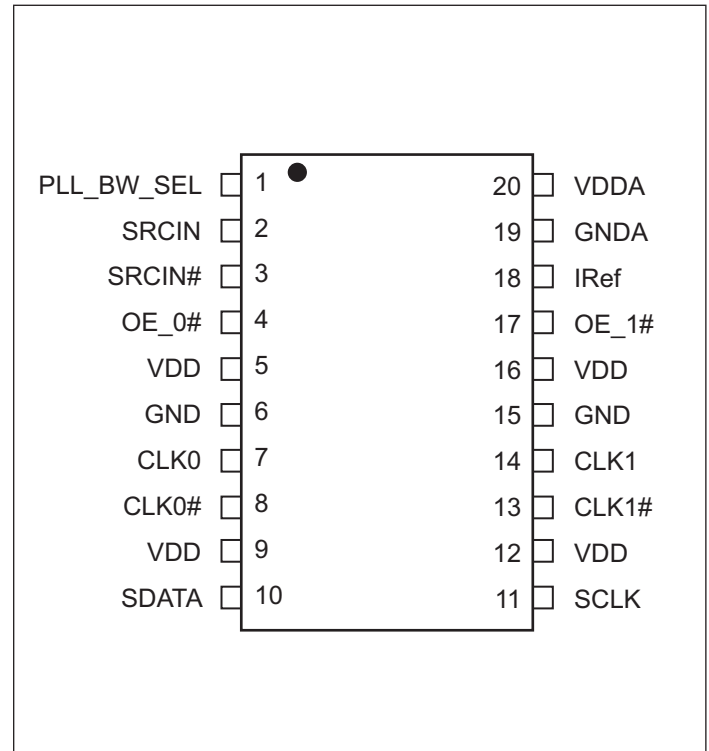 PLL_BW_SEL 1 20 VDDA
SRCIN 2 19 GNDA
SRCIN# 3 18 IRef
OE_0# 4 17 OE_1#
VDD 5 16 VDD
GND 6 15 GND
CLK0 7 14 CLK1
CLK0# 8 13 CLK1#
VDD 9 12 VDD
SDATA 10 11 SCLK